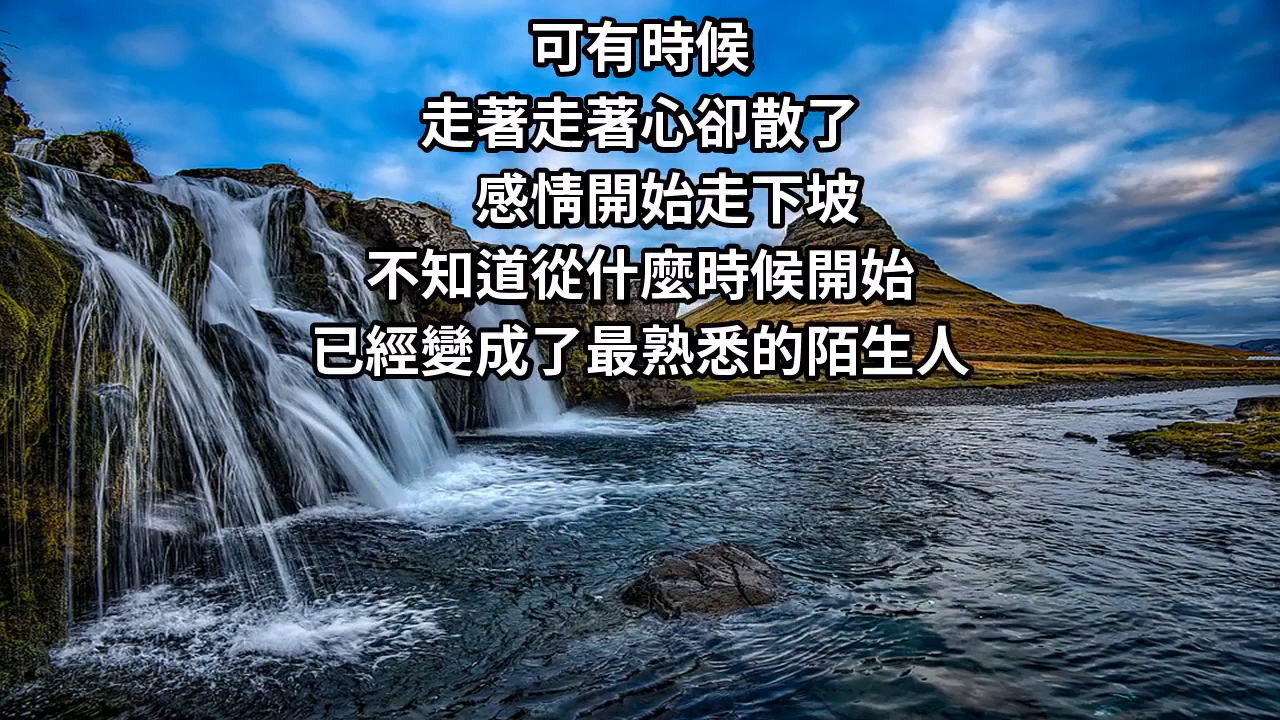 可有時候
走著走著心卻散了
感情開始走下坡
不知道從什麼時候開始
已經變成了最熟悉的陌生人